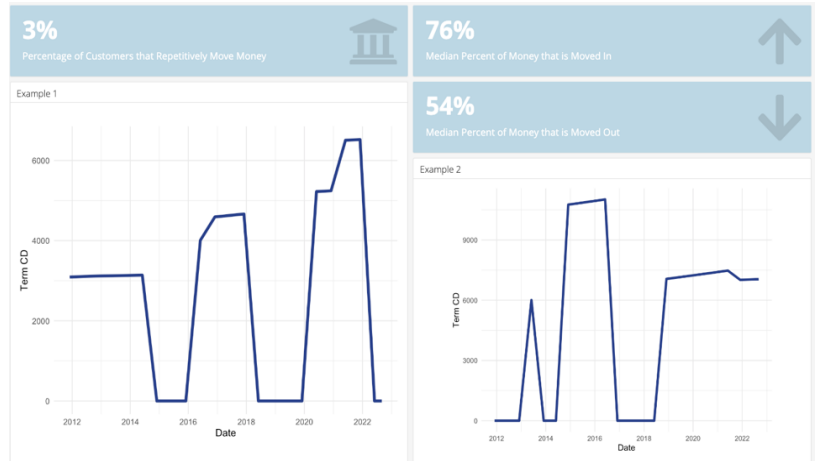 3%
Percentage of Customers that Repetitively Move Money
76%
Median Percent of Money that is Moved In
54%
Median Percent of Money that is Moved Out
Example 1
6000
4000
2000
0
Term CD
2012 2014 2016 2018 2020 2022
Date
Example 2
9000
6000
3000
0
Term CD
2012 2014 2016 2018 2020 2022
Date